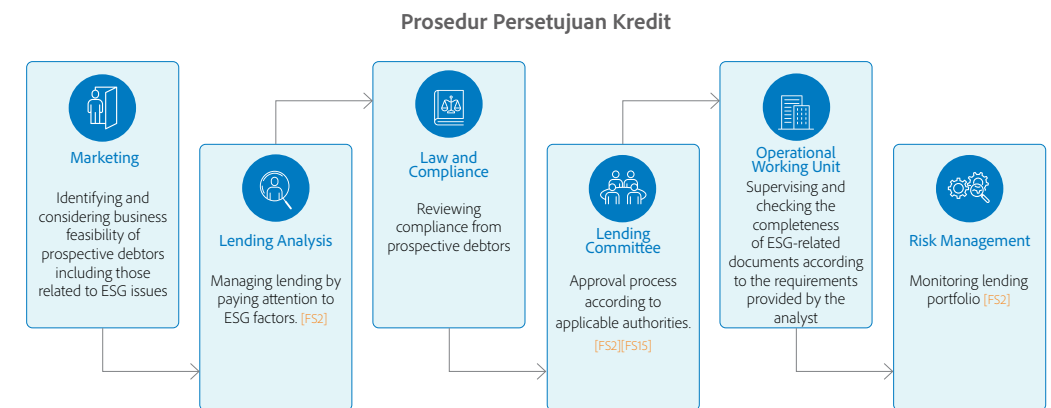 Prosedur Persetujuan Kredit
Marketing
Identifying and
considering business
feasibility of
prospective debtors
including those
related to ESG issues
Lending Analysis
Managing lending by
paying attention to
ESG factors. [FS2]
Law and
Compliance
Reviewing
compliance from
prospective debtors
Lending
Committee
Approval process
according to
applicable authorities.
[FS2][FS15]
Operational
Working Unit
Supervising and
checking the
completeness
of ESG-related
documents according
to the requirements
provided by the
analyst
Risk Management
Monitoring lending
portfolio [FS2]